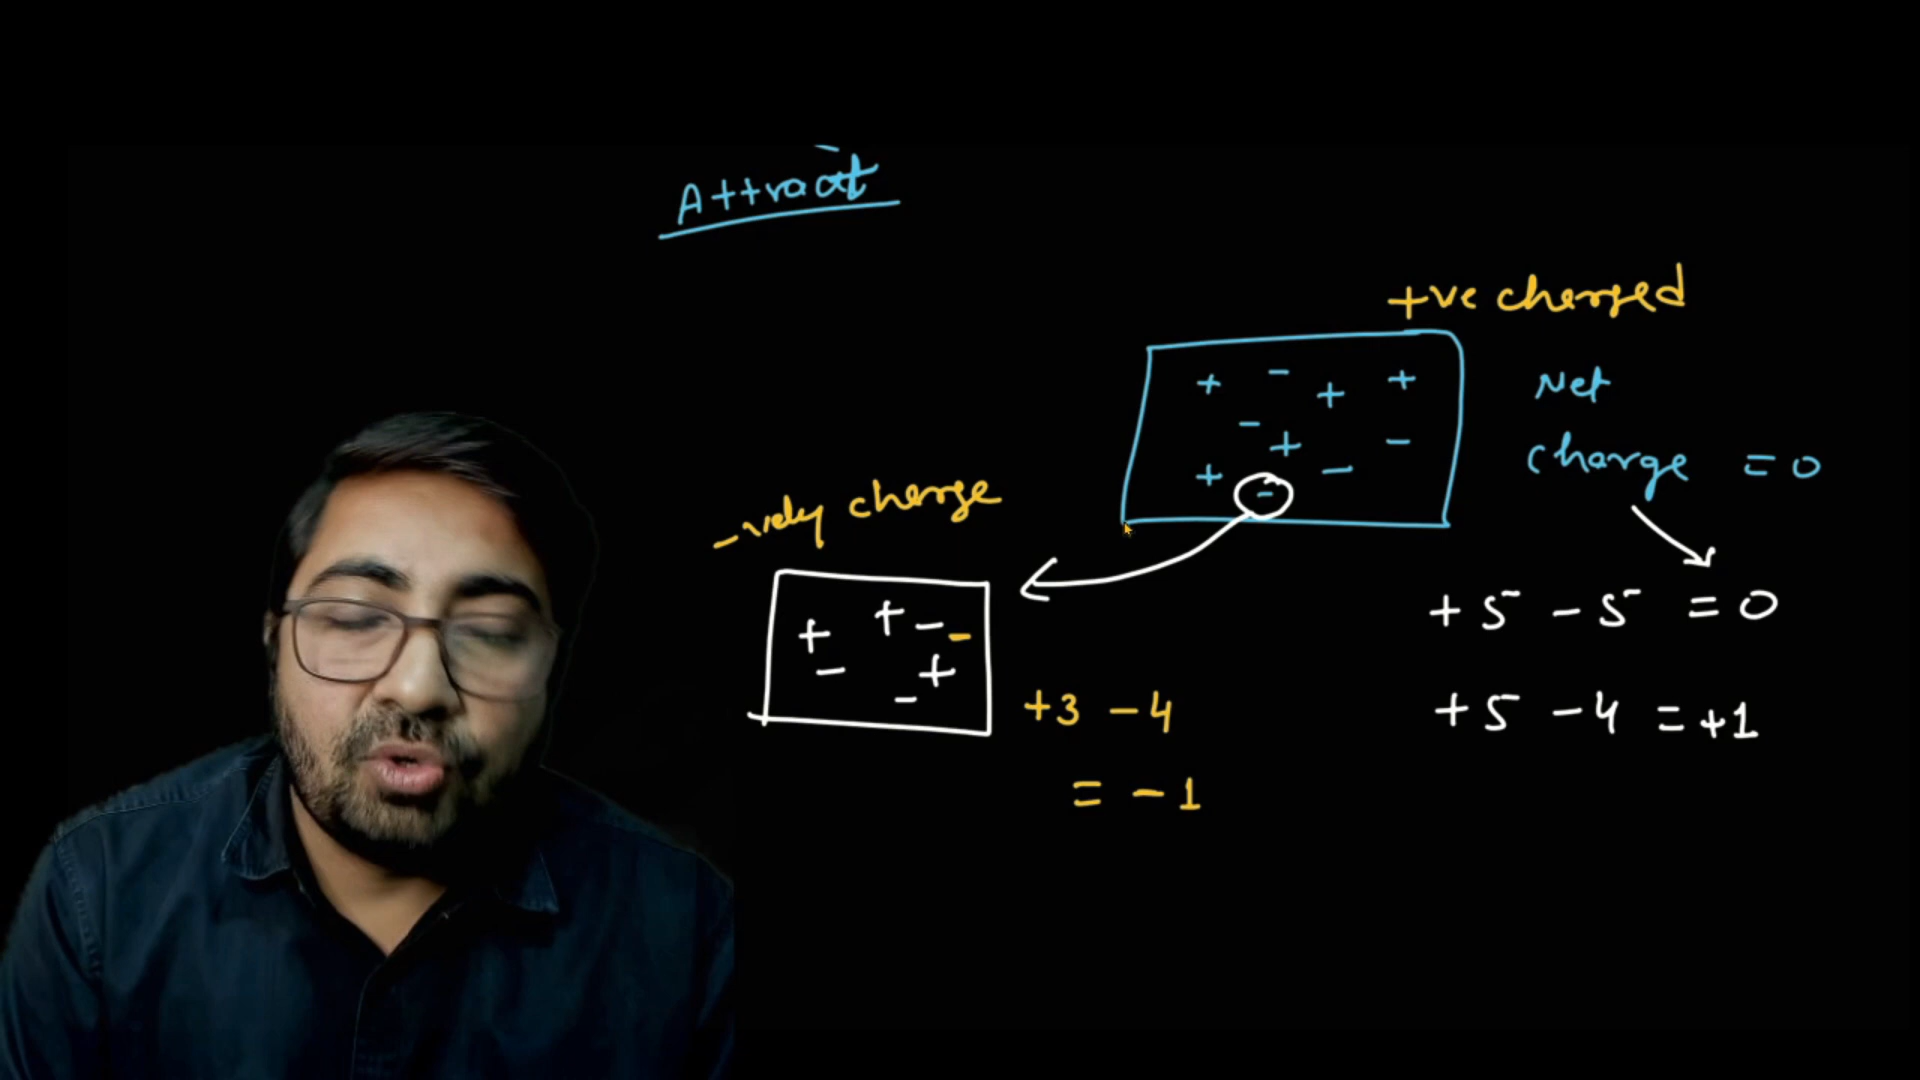 Attract
+ve charged
+ - + +
- + -
+ - -
Net
charge = 0
-vely charge
+ + - -
- - +
+5 -5 = 0
+3 -4
= -1
+5 -4 = +1